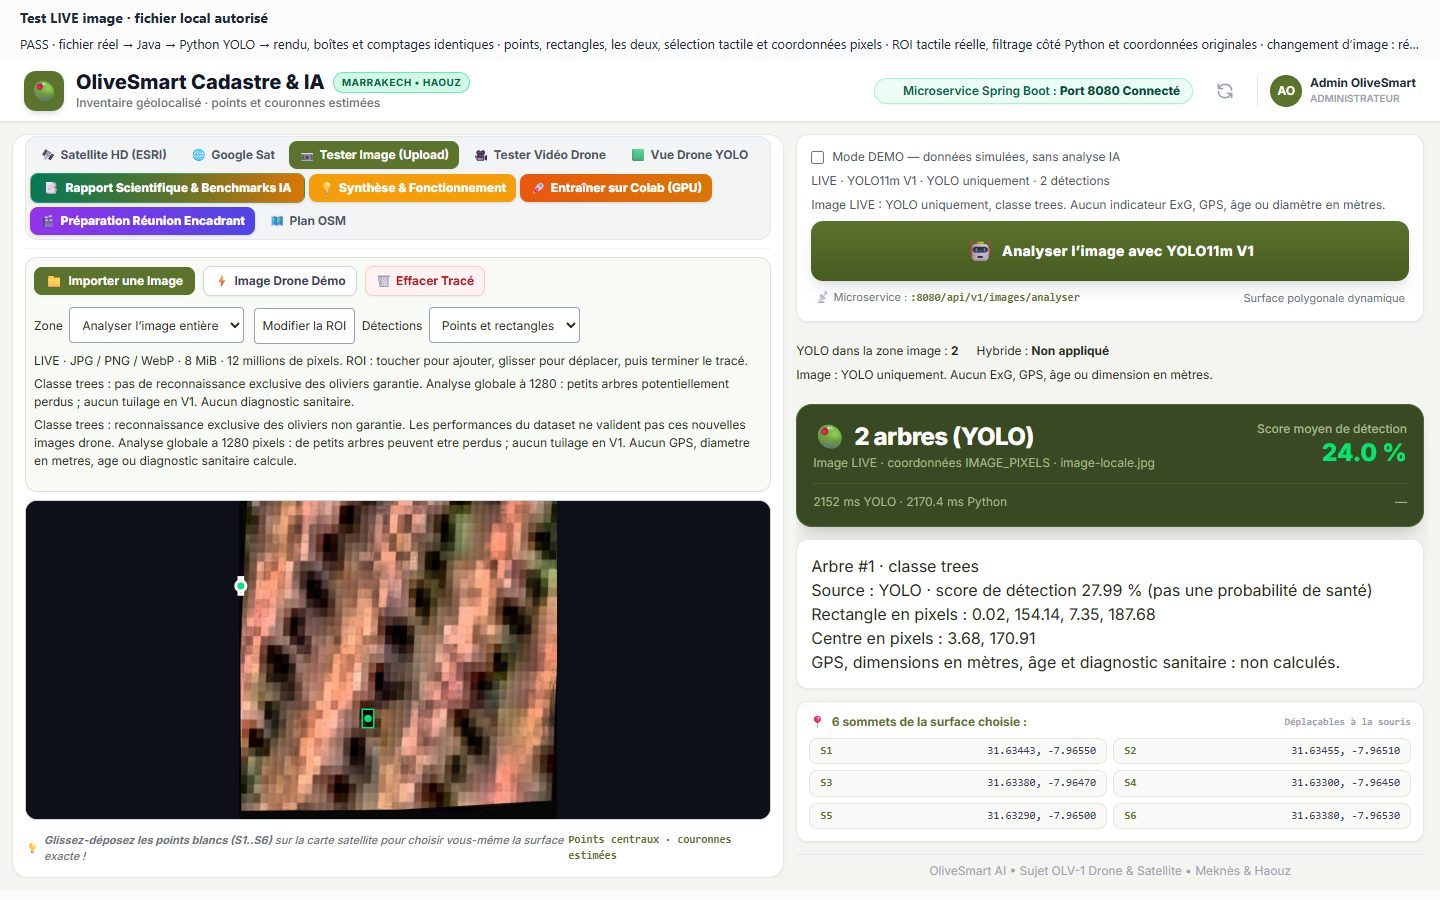 Test LIVE image · fichier local autorisé
PASS · fichier réel → Java → Python YOLO → rendu, boîtes et comptages identiques · points, rectangles, les deux, sélection tactile et coordonnées pixels · ROI tactile réelle, filtrage côté Python et coordonnées originales · changement d’image : ré...
OliveSmart Cadastre & IA
MARRAKECH • HAOUZ
Inventaire géolocalisé · points et couronnes estimées
Microservice Spring Boot : Port 8080 Connecté
AO
Admin OliveSmart
ADMINISTRATEUR
Satellite HD (ESRI)
Google Sat
Tester Image (Upload)
Tester Vidéo Drone
Vue Drone YOLO
Rapport Scientifique & Benchmarks IA
Synthèse & Fonctionnement
Entraîner sur Colab (GPU)
Préparation Réunion Encadrant
Plan OSM
Importer une Image
Image Drone Démo
Effacer Tracé
Zone
Analyser l’image entière
Modifier la ROI
Détections
Points et rectangles
LIVE · JPG / PNG / WebP · 8 MiB · 12 millions de pixels. ROI : toucher pour ajouter, glisser pour déplacer, puis terminer le tracé.
Classe trees : pas de reconnaissance exclusive des oliviers garantie. Analyse globale à 1280 : petits arbres potentiellement
perdus ; aucun tuilage en V1. Aucun diagnostic sanitaire.
Classe trees : reconnaissance exclusive des oliviers non garantie. Les performances du dataset ne valident pas ces nouvelles
images drone. Analyse globale a 1280 pixels : de petits arbres peuvent etre perdus ; aucun tuilage en V1. Aucun GPS, diametre
en metres, age ou diagnostic sanitaire calcule.
Glissez-déposez les points blancs (S1..S6) sur la carte satellite pour choisir vous-même la surface
exacte !
Points centraux · couronnes
estimées
Mode DEMO — données simulées, sans analyse IA
LIVE · YOLO11m V1 · YOLO uniquement · 2 détections
Image LIVE : YOLO uniquement, classe trees. Aucun indicateur ExG, GPS, âge ou diamètre en mètres.
Analyser l’image avec YOLO11m V1
Microservice : :8080/api/v1/images/analyser
Surface polygonale dynamique
YOLO dans la zone image : 2
Hybride : Non appliqué
Image : YOLO uniquement. Aucun ExG, GPS, âge ou dimension en mètres.
2 arbres (YOLO)
Image LIVE · coordonnées IMAGE_PIXELS · image-locale.jpg
Score moyen de détection
24.0 %
2152 ms YOLO · 2170.4 ms Python
—
Arbre #1 · classe trees
Source : YOLO · score de détection 27.99 % (pas une probabilité de santé)
Rectangle en pixels : 0.02, 154.14, 7.35, 187.68
Centre en pixels : 3.68, 170.91
GPS, dimensions en mètres, âge et diagnostic sanitaire : non calculés.
6 sommets de la surface choisie :
Déplaçables à la souris
S1 31.63443, -7.96550
S2 31.63455, -7.96510
S3 31.63380, -7.96470
S4 31.63300, -7.96450
S5 31.63290, -7.96500
S6 31.63380, -7.96530
OliveSmart AI • Sujet OLV-1 Drone & Satellite • Meknès & Haouz